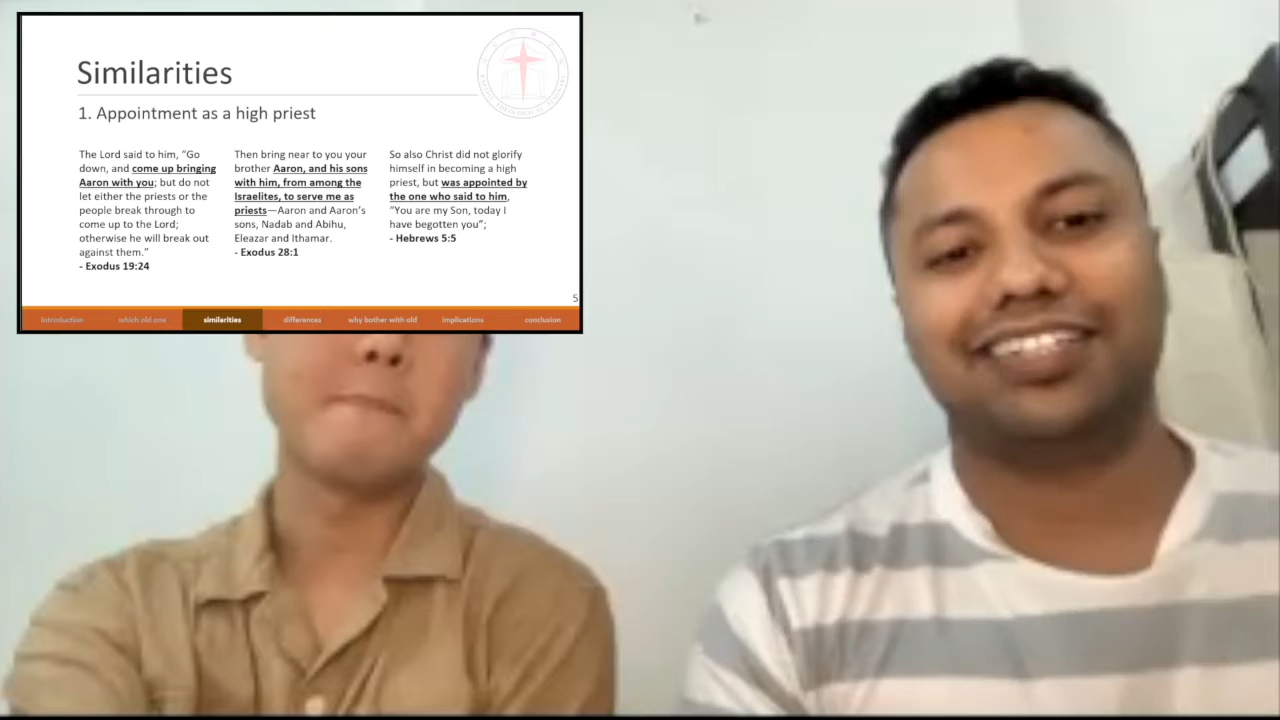 Similarities
1. Appointment as a high priest
The Lord said to him, “Go
down, and come up bringing
Aaron with you; but do not
let either the priests or the
people break through to
come up to the Lord;
otherwise he will break out
against them.”
- Exodus 19:24
Then bring near to you your
brother Aaron, and his sons
with him, from among the
Israelites, to serve me as
priests—Aaron and Aaron’s
sons, Nadab and Abihu,
Eleazar and Ithamar.
- Exodus 28:1
So also Christ did not glorify
himself in becoming a high
priest, but was appointed by
the one who said to him,
“You are my Son, today I
have begotten you”;
- Hebrews 5:5
5
introduction
which old one
similarities
differences
why bother with old
implications
conclusion